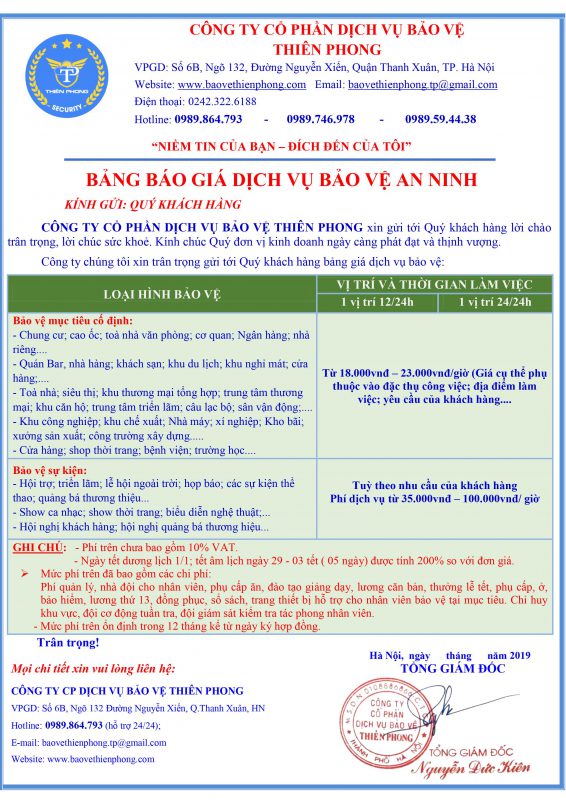 CÔNG TY CỔ PHẦN DỊCH VỤ BẢO VỆ
THIÊN PHONG
VPGD: Số 6B, Ngõ 132, Đường Nguyễn Xiển, Quận Thanh Xuân, TP. Hà Nội
Website: www.baovethienphong.com Email: baovethienphong.tp@gmail.com
Điện thoại: 0242.322.6188
Hotline: 0989.864.793 - 0989.746.978 - 0989.59.44.38
TP
THIÊN PHONG
SECURITY
“NIỀM TIN CỦA BẠN – ĐÍCH ĐẾN CỦA TÔI”
BẢNG BÁO GIÁ DỊCH VỤ BẢO VỆ AN NINH
KÍNH GỬI: QUÝ KHÁCH HÀNG
CÔNG TY CỔ PHẦN DỊCH VỤ BẢO VỆ THIÊN PHONG xin gửi tới Quý khách hàng lời chào
trân trọng, lời chúc sức khoẻ. Kính chúc Quý đơn vị kinh doanh ngày càng phát đạt và thịnh vượng.
Công ty chúng tôi xin trân trọng gửi tới Quý khách hàng bảng giá dịch vụ bảo vệ:
LOẠI HÌNH BẢO VỆ
VỊ TRÍ VÀ THỜI GIAN LÀM VIỆC
1 vị trí 12/24h
1 vị trí 24/24h
Bảo vệ mục tiêu cố định:
- Chung cư; cao ốc; toà nhà văn phòng; cơ quan; Ngân hàng; nhà
riêng....
- Quán Bar, nhà hàng; khách sạn; khu du lịch; khu nghỉ mát; cửa
hàng;....
- Toà nhà; siêu thị; khu thương mại tổng hợp; trung tâm thương
mại; khu căn hộ; trung tâm triển lãm; câu lạc bộ; sân vận động;....
- Khu công nghiệp; khu chế xuất; Nhà máy; xí nghiệp; Kho bãi;
xưởng sản xuất; công trường xây dựng.....
- Cửa hàng; shop thời trang; bệnh viện; trường học....
Từ 18.000vnđ – 23.000vnđ/giờ (Giá cụ thể phụ
thuộc vào đặc thụ công việc; địa điểm làm
việc; yêu cầu của khách hàng....
Bảo vệ sự kiện:
- Hội trợ; triển lãm; lễ hội ngoài trời; họp báo; các sự kiện thể
thao; quảng bá thương thiệu...
- Show ca nhạc; show thời trang; biểu diễn nghệ thuật;...
- Hội nghị khách hàng; hội nghị quảng bá thương hiệu...
Tuỳ theo nhu cầu của khách hàng
Phí dịch vụ từ 35.000vnđ – 100.000vnđ/ giờ
GHI CHÚ: - Phí trên chưa bao gồm 10% VAT.
- Ngày tết dương lịch 1/1; tết âm lịch ngày 29 - 03 tết ( 05 ngày) được tính 200% so với đơn giá.
➢ Mức phí trên đã bao gồm các chi phí:
Phí quản lý, nhà đội cho nhân viên, phụ cấp ăn, đào tạo giảng dạy, lương căn bản, thưởng lễ tết, phụ cấp, ở,
bảo hiểm, lương thứ 13, đồng phục, sổ sách, trang thiết bị hỗ trợ cho nhân viên bảo vệ tại mục tiêu. Chỉ huy
khu vực, đội cơ động tuần tra, đội giám sát kiểm tra tác phong nhân viên.
- Mức phí trên ổn định trong 12 tháng kể từ ngày ký hợp đồng.
Trân trọng!
Hà Nội, ngày tháng năm 2019
TỔNG GIÁM ĐỐC
Mọi chi tiết xin vui lòng liên hệ:
CÔNG TY CP DỊCH VỤ BẢO VỆ THIÊN PHONG
VPGD: Số 6B, Ngõ 132 Đường Nguyễn Xiển, Q.Thanh Xuân, HN
Hotline: 0989.864.793 (hỗ trợ 24/24);
E-mail: baovethienphong.tp@gmail.com
Website: www.baovethienphong.com
CÔNG TY
CỔ PHẦN
DỊCH VỤ BẢO VỆ
THIÊN PHONG
THÀNH PHỐ HÀ NỘI
TỔNG GIÁM ĐỐC
Nguyễn Đức Kiên